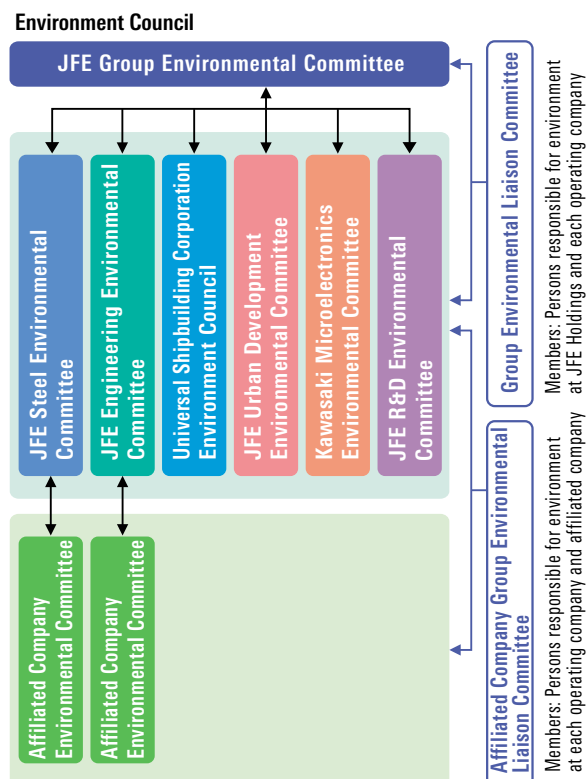 Environment Council
JFE Group Environmental Committee
JFE Steel Environmental
Committee
JFE Engineering Environmental
Committee
Universal Shipbuilding Corporation
Environment Council
JFE Urban Development
Environmental Committee
Kawasaki Microelectronics
Environmental Committee
JFE R&D Environmental
Committee
Group Environmental Liaison Committee
Members: Persons responsible for environment
at JFE Holdings and each operating company
Affiliated Company
Environmental Committee
Affiliated Company
Environmental Committee
Affiliated Company Group Environmental
Liaison Committee
Members: Persons responsible for environment
at each operating company and affiliated company